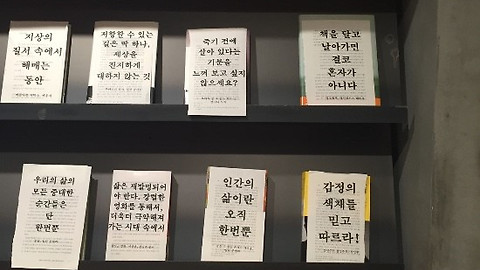 지상의
질서 속에서
헤매는
동안
저항할 수 있는
길은 딱 하나,
세상을
진지하게
대하지 않는 것
죽기 전에
살아 있다는
기분을
느껴 보고 싶지
않으세요?
책을 달고
날아가면
결코
혼자가
아니다
우리의 삶의
모든 중대한
순간들은
단
한번뿐
삶은 재발명되어
야 한다. 강렬한
영화를 통해서,
더욱더 극악해져
가는 시대 속에서
인간의
삶이란
오직
한번뿐
감정의
색채를
믿고
따르라!